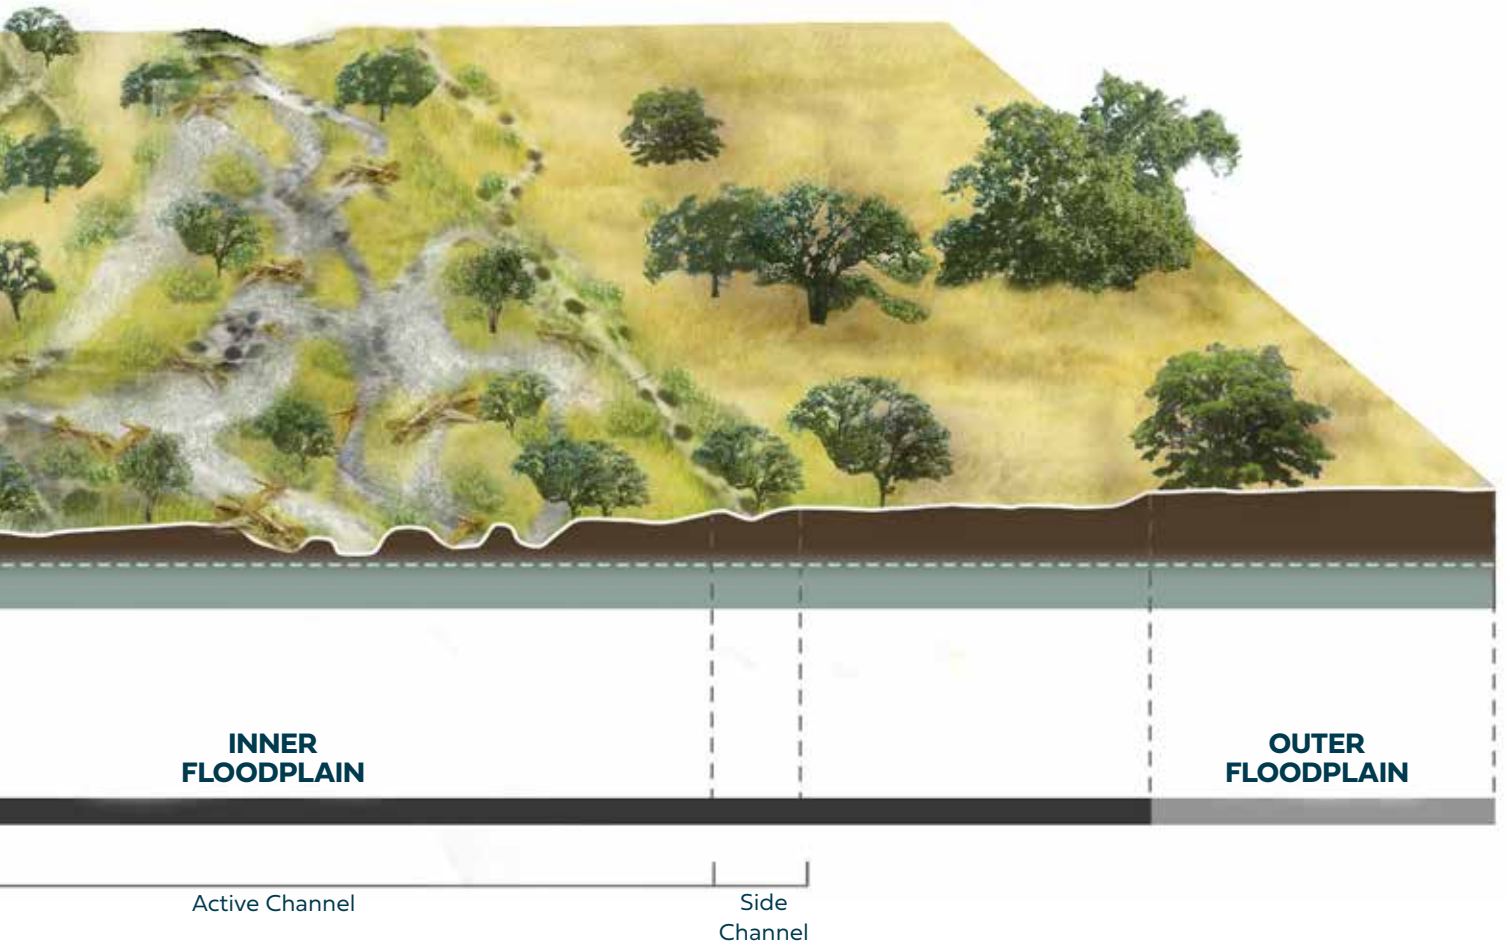 INNER
FLOODPLAIN
OUTER
FLOODPLAIN
Active Channel
Side
Channel